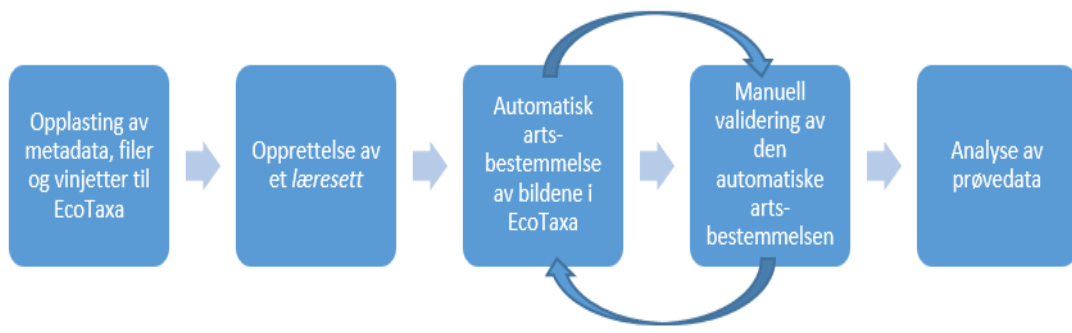 Opplasting av
metadata, filer
og vinjetter til
EcoTaxa
Opprettelse av
et læresett
Automatisk
arts-
bestemmelse
av bildene i
EcoTaxa
Manuell
validering av
den
automatiske
arts-
bestemmelsen
Analyse av
prøvedata